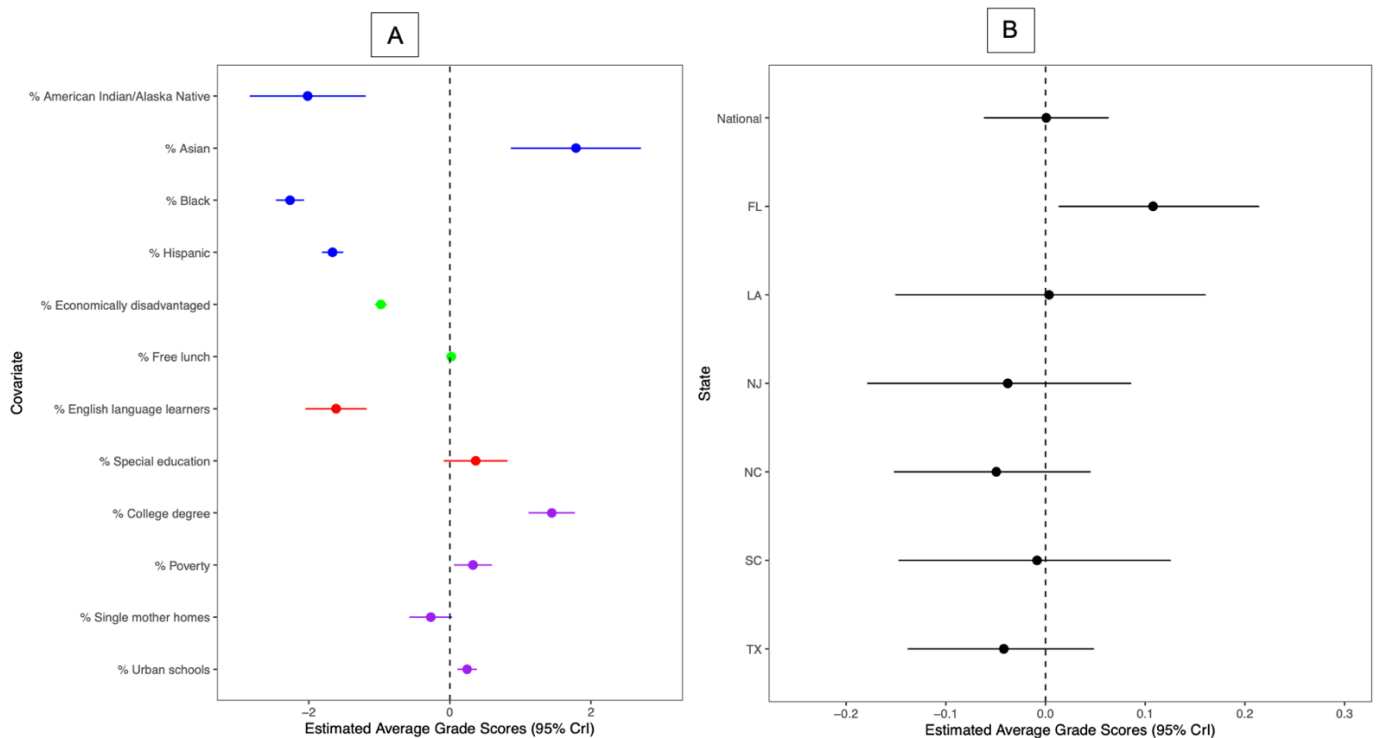 A
% American Indian/Alaska Native
% Asian
% Black
% Hispanic
% Economically disadvantaged
% Free lunch
% English language learners
% Special education
% College degree
% Poverty
% Single mother homes
% Urban schools
Covariate
−2 0 2
Estimated Average Grade Scores (95% CrI)
B
National
FL
LA
NJ
NC
SC
TX
State
−0.2 −0.1 0.0 0.1 0.2 0.3
Estimated Average Grade Scores (95% CrI)